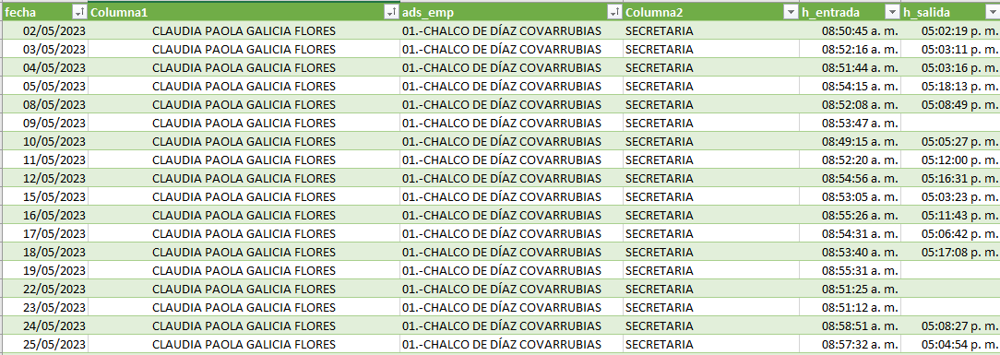 fecha Columna1 ads_emp Columna2 h_entrada h_salida
02/05/2023 CLAUDIA PAOLA GALICIA FLORES 01.-CHALCO DE DÍAZ COVARRUBIAS SECRETARIA 08:50:45 a. m. 05:02:19 p. m.
03/05/2023 CLAUDIA PAOLA GALICIA FLORES 01.-CHALCO DE DÍAZ COVARRUBIAS SECRETARIA 08:52:16 a. m. 05:03:11 p. m.
04/05/2023 CLAUDIA PAOLA GALICIA FLORES 01.-CHALCO DE DÍAZ COVARRUBIAS SECRETARIA 08:51:44 a. m. 05:03:16 p. m.
05/05/2023 CLAUDIA PAOLA GALICIA FLORES 01.-CHALCO DE DÍAZ COVARRUBIAS SECRETARIA 08:54:15 a. m. 05:18:13 p. m.
08/05/2023 CLAUDIA PAOLA GALICIA FLORES 01.-CHALCO DE DÍAZ COVARRUBIAS SECRETARIA 08:52:08 a. m. 05:08:49 p. m.
09/05/2023 CLAUDIA PAOLA GALICIA FLORES 01.-CHALCO DE DÍAZ COVARRUBIAS SECRETARIA 08:53:47 a. m.
10/05/2023 CLAUDIA PAOLA GALICIA FLORES 01.-CHALCO DE DÍAZ COVARRUBIAS SECRETARIA 08:49:15 a. m. 05:05:27 p. m.
11/05/2023 CLAUDIA PAOLA GALICIA FLORES 01.-CHALCO DE DÍAZ COVARRUBIAS SECRETARIA 08:52:20 a. m. 05:12:00 p. m.
12/05/2023 CLAUDIA PAOLA GALICIA FLORES 01.-CHALCO DE DÍAZ COVARRUBIAS SECRETARIA 08:54:56 a. m. 05:16:31 p. m.
15/05/2023 CLAUDIA PAOLA GALICIA FLORES 01.-CHALCO DE DÍAZ COVARRUBIAS SECRETARIA 08:53:05 a. m. 05:03:23 p. m.
16/05/2023 CLAUDIA PAOLA GALICIA FLORES 01.-CHALCO DE DÍAZ COVARRUBIAS SECRETARIA 08:55:26 a. m. 05:11:43 p. m.
17/05/2023 CLAUDIA PAOLA GALICIA FLORES 01.-CHALCO DE DÍAZ COVARRUBIAS SECRETARIA 08:54:31 a. m. 05:06:42 p. m.
18/05/2023 CLAUDIA PAOLA GALICIA FLORES 01.-CHALCO DE DÍAZ COVARRUBIAS SECRETARIA 08:53:40 a. m. 05:17:08 p. m.
19/05/2023 CLAUDIA PAOLA GALICIA FLORES 01.-CHALCO DE DÍAZ COVARRUBIAS SECRETARIA 08:55:31 a. m.
22/05/2023 CLAUDIA PAOLA GALICIA FLORES 01.-CHALCO DE DÍAZ COVARRUBIAS SECRETARIA 08:51:25 a. m.
23/05/2023 CLAUDIA PAOLA GALICIA FLORES 01.-CHALCO DE DÍAZ COVARRUBIAS SECRETARIA 08:51:12 a. m.
24/05/2023 CLAUDIA PAOLA GALICIA FLORES 01.-CHALCO DE DÍAZ COVARRUBIAS SECRETARIA 08:58:51 a. m. 05:08:27 p. m.
25/05/2023 CLAUDIA PAOLA GALICIA FLORES 01.-CHALCO DE DÍAZ COVARRUBIAS SECRETARIA 08:57:32 a. m. 05:04:54 p. m.